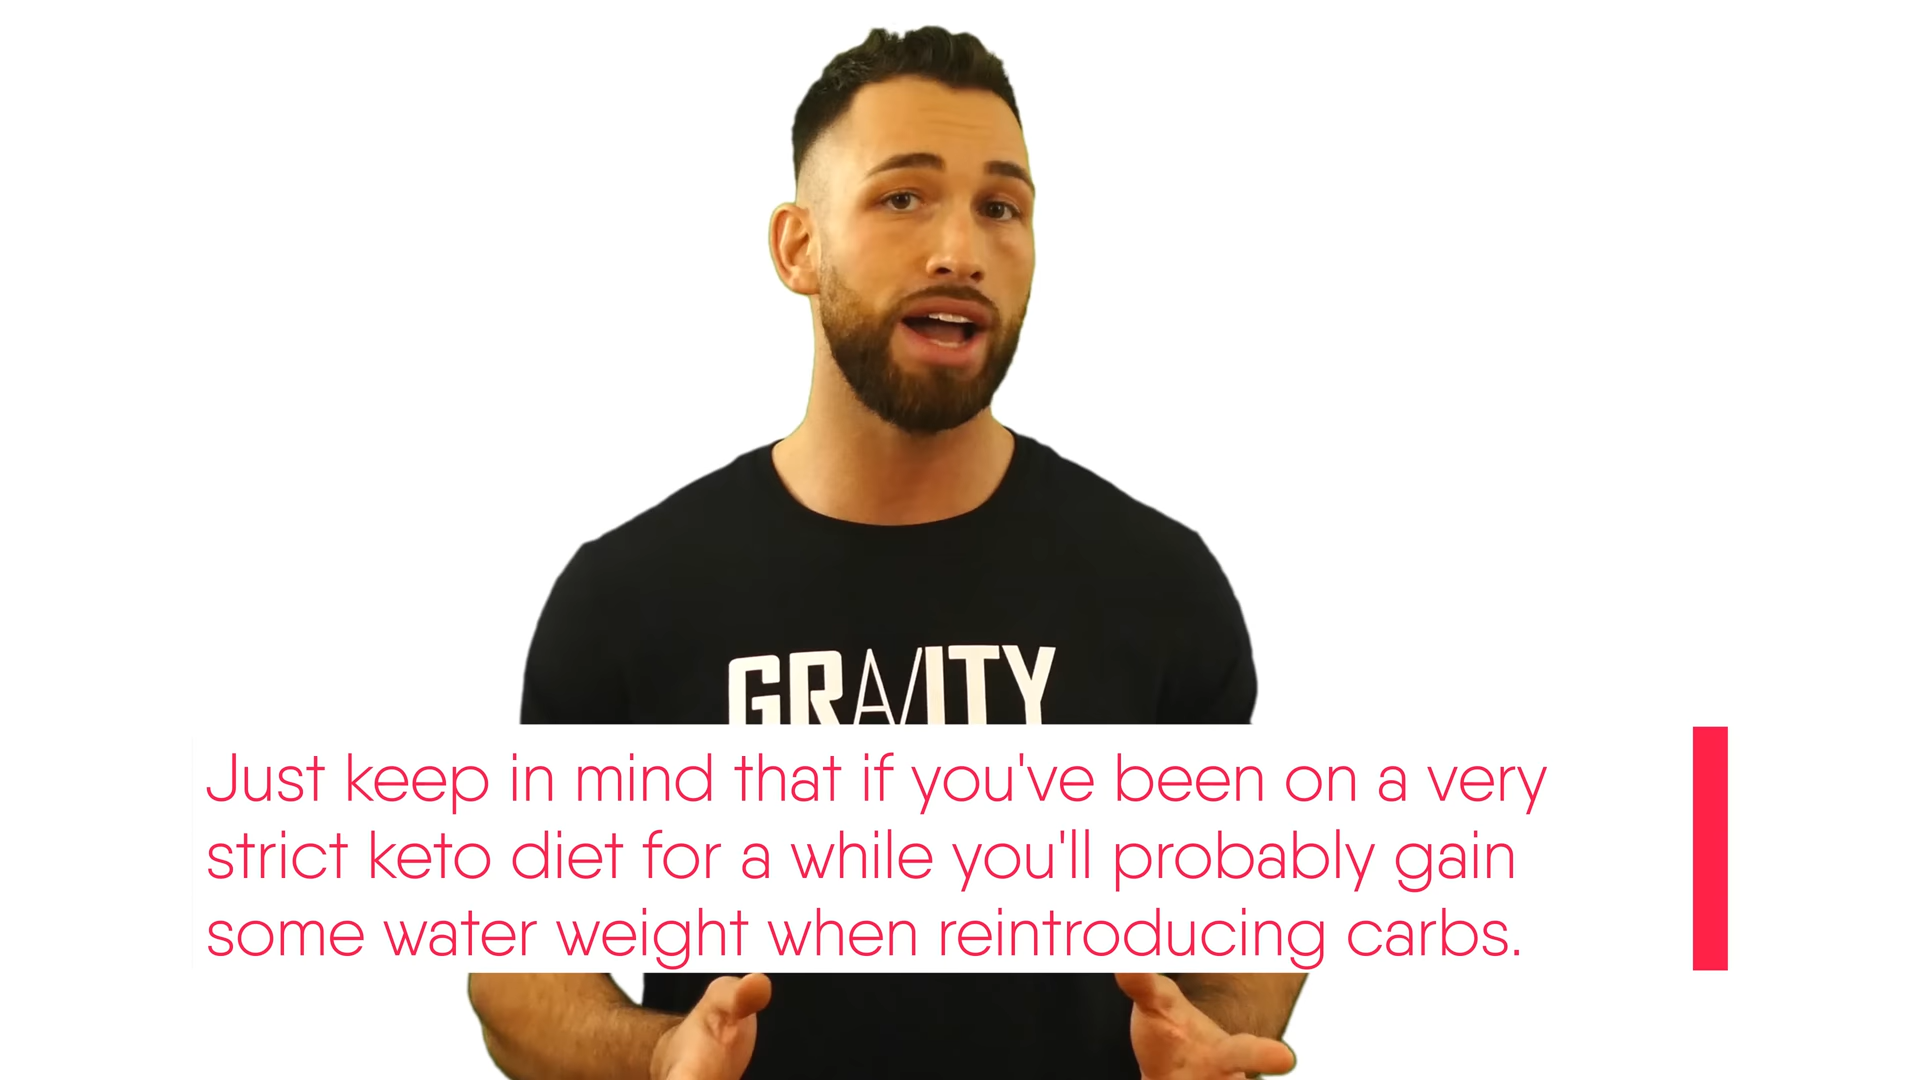 GRAVITY
Just keep in mind that if you've been on a very
strict keto diet for a while you'll probably gain
some water weight when reintroducing carbs.